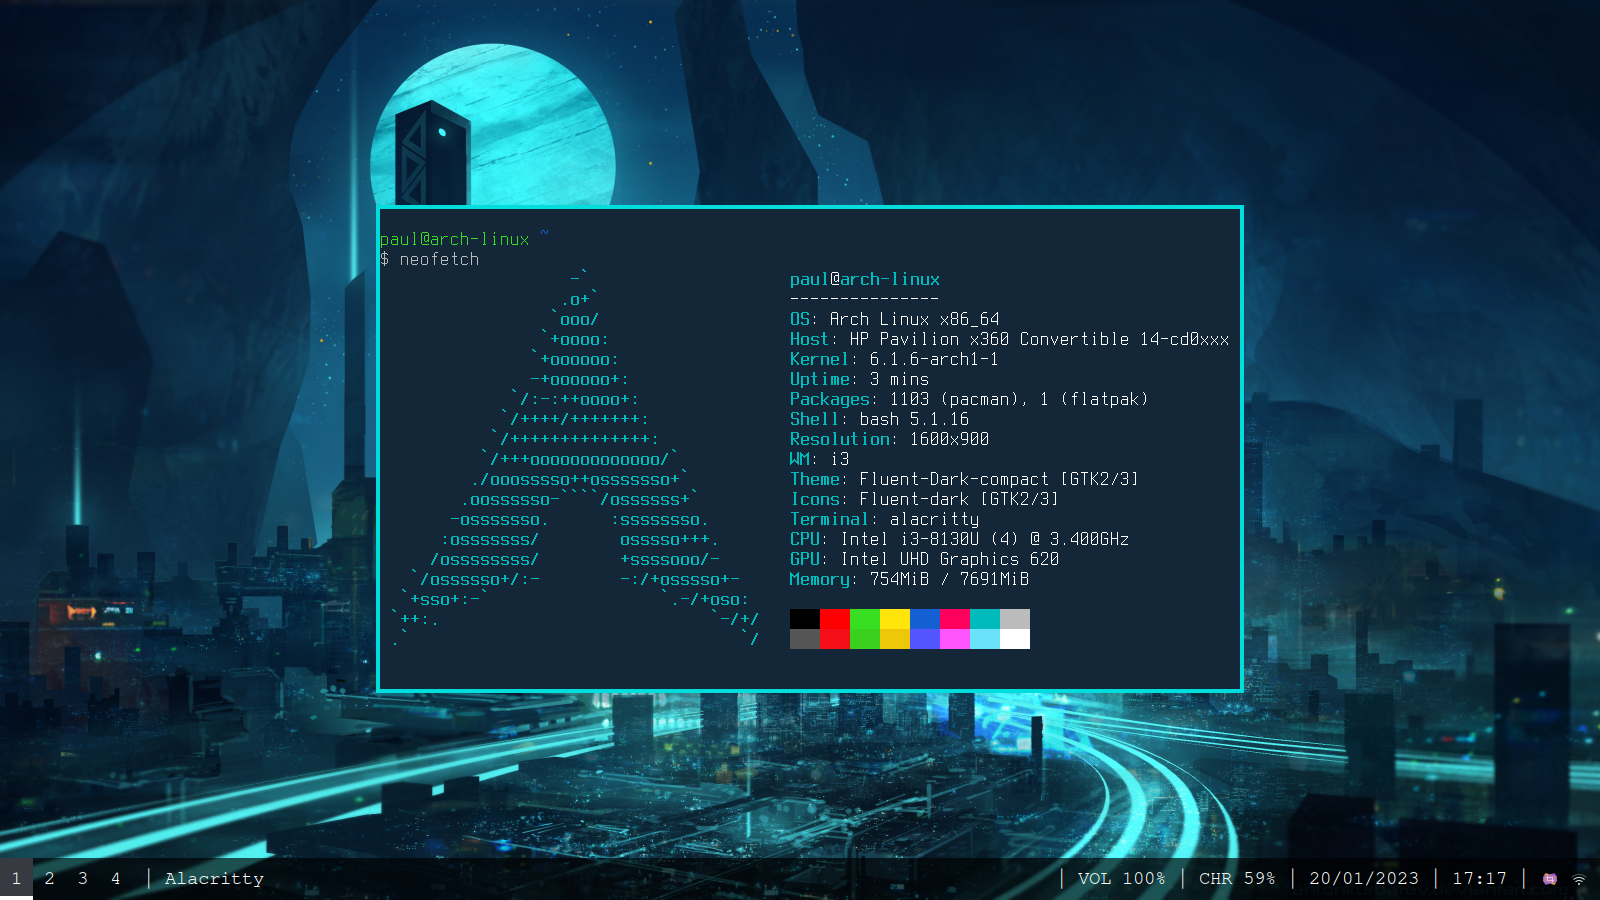 paul@arch-linux ~
$ neofetch
                   -`
                  .o+`
                 `ooo/
                `+oooo:
               `+oooooo:
               -+oooooo+:
             `/:-:++oooo+:
            `/++++/+++++++:
           `/++++++++++++++:
          `/+++ooooooooooooo/`
         ./ooosssso++osssssso+`
        .oossssso-````/ossssss+`
       -osssssso.      :ssssssso.
      :osssssss/        osssso+++.
     /ossssssss/        +ssssooo/-
   `/ossssso+/:-        -:/+osssso+-
  `+sso+:-`                 `.-/+oso:
 `++:.                           `-/+/
 .`                                 `/
paul@arch-linux
---------------
OS: Arch Linux x86_64
Host: HP Pavilion x360 Convertible 14-cd0xxx
Kernel: 6.1.6-arch1-1
Uptime: 3 mins
Packages: 1103 (pacman), 1 (flatpak)
Shell: bash 5.1.16
Resolution: 1600x900
WM: i3
Theme: Fluent-Dark-compact [GTK2/3]
Icons: Fluent-dark [GTK2/3]
Terminal: alacritty
CPU: Intel i3-8130U (4) @ 3.400GHz
GPU: Intel UHD Graphics 620
Memory: 754MiB / 7691MiB
1 2 3 4 | Alacritty | VOL 100% | CHR 59% | 20/01/2023 | 17:17 |